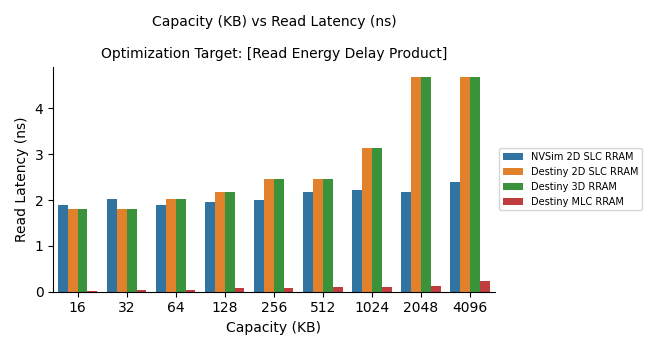 Capacity (KB) vs Read Latency (ns)
Optimization Target: [Read Energy Delay Product]
Read Latency (ns)
4
3
2
1
0
16 32 64 128 256 512 1024 2048 4096
Capacity (KB)
NVSim 2D SLC RRAM
Destiny 2D SLC RRAM
Destiny 3D RRAM
Destiny MLC RRAM